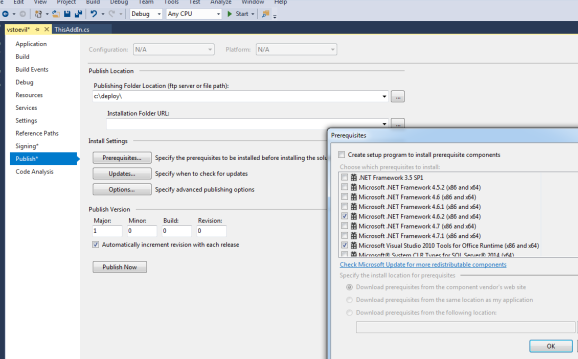 File Edit View Project Build Debug Team Tools Test Analyze Window Help
Debug Any CPU Start
vstoevil* ThisAddIn.cs
Application
Build
Build Events
Debug
Resources
Services
Settings
Reference Paths
Signing*
Publish*
Code Analysis
Configuration: N/A Platform: N/A
Publish Location
Publishing Folder Location (ftp server or file path):
c:\deploy\
...
Installation Folder URL:
...
Install Settings
Prerequisites... Specify the prerequisites to be installed before installing the
Updates... Specify when to check for updates
Options... Specify advanced publishing options
Publish Version
Major: Minor: Build: Revision:
1 0 0 0
Automatically increment revision with each release
Publish Now
Prerequisites
Create setup program to install prerequisite components
Choose which prerequisites to install:
.NET Framework 3.5 SP1
Microsoft .NET Framework 4.5.2 (x86 and x64)
Microsoft .NET Framework 4.6 (x86 and x64)
Microsoft .NET Framework 4.6.1 (x86 and x64)
Microsoft .NET Framework 4.6.2 (x86 and x64)
Microsoft .NET Framework 4.7 (x86 and x64)
Microsoft .NET Framework 4.7.1 (x86 and x64)
Microsoft Visual Studio 2010 Tools for Office Runtime (x86 and x64)
Microsoft® System CLR Types for SQL Server® 2014 (x64)
Check Microsoft Update for more redistributable components
Specify the install location for prerequisites
Download prerequisites from the component vendor's web site
Download prerequisites from the same location as my application
Download prerequisites from the following location:
OK